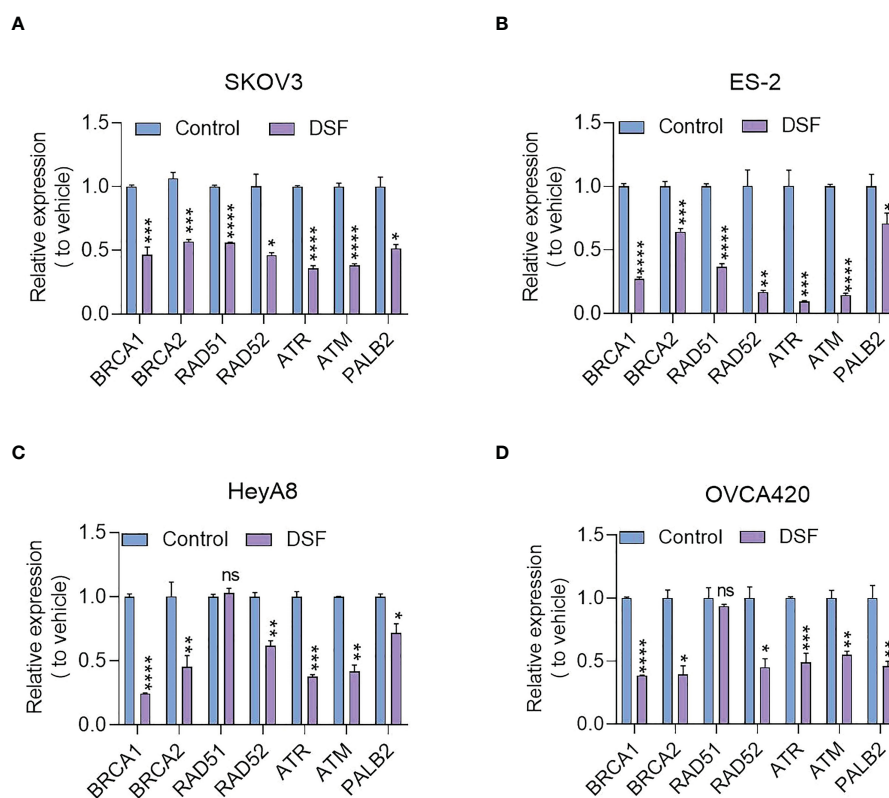 A
SKOV3
Control DSF
Relative expression
( to vehicle)
1.5
1.0
0.5
0.0
*** *** **** * **** **** *
BRCA1 BRCA2 RAD51 RAD52 ATR ATM PALB2
B
ES-2
Control DSF
Relative expression
( to vehicle)
1.5
1.0
0.5
0.0
**** *** **** ** *** **** *
BRCA1 BRCA2 RAD51 RAD52 ATR ATM PALB2
C
HeyA8
Control DSF
Relative expression
( to vehicle)
1.5
1.0
0.5
0.0
**** ** ns ** *** ** *
BRCA1 BRCA2 RAD51 RAD52 ATR ATM PALB2
D
OVCA420
Control DSF
Relative expression
( to vehicle)
1.5
1.0
0.5
0.0
**** * ns * *** ** **
BRCA1 BRCA2 RAD51 RAD52 ATR ATM PALB2